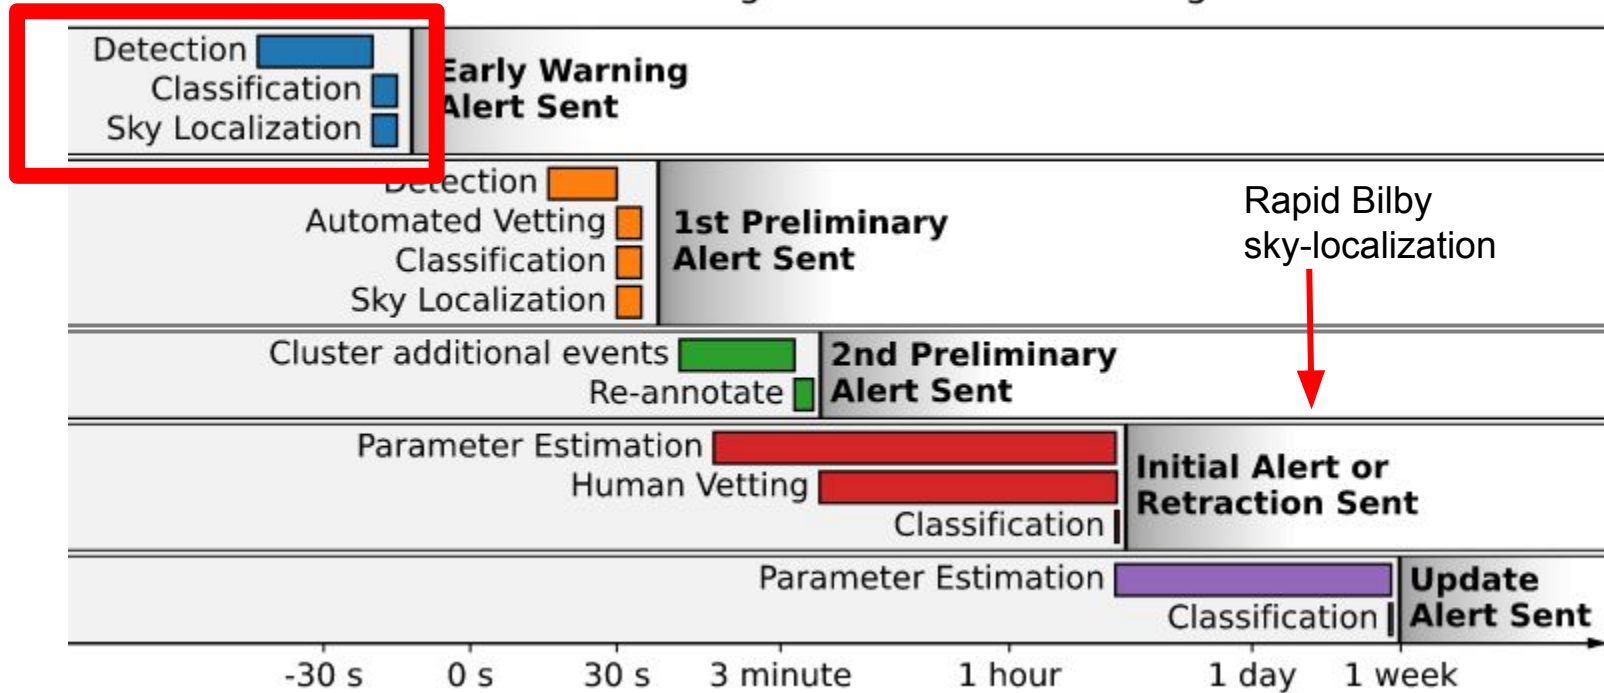 Detection
Classification
Sky Localization
Early Warning
Alert Sent
Detection
Automated Vetting
Classification
Sky Localization
1st Preliminary
Alert Sent
Rapid Bilby
sky-localization
Cluster additional events
Re-annotate
2nd Preliminary
Alert Sent
Parameter Estimation
Human Vetting
Classification
Initial Alert or
Retraction Sent
Parameter Estimation
Classification
Update
Alert Sent
-30 s 0 s 30 s 3 minute 1 hour 1 day 1 week